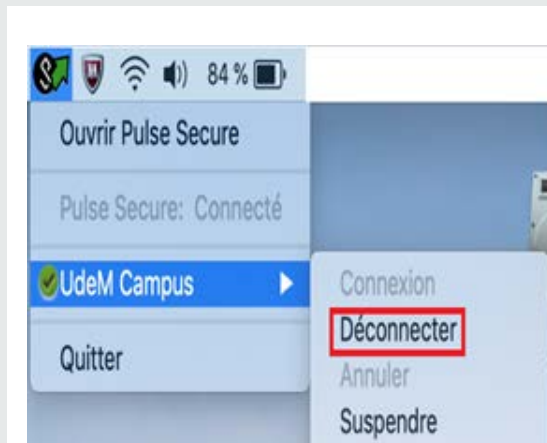 84 %
Ouvrir Pulse Secure
Pulse Secure: Connecté
UdeM Campus
Connexion
Déconnecter
Quitter
Annuler
Suspendre